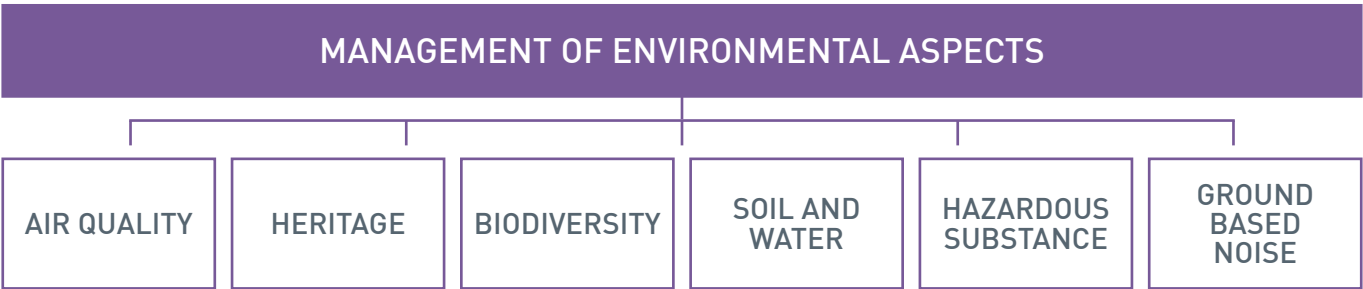 MANAGEMENT OF ENVIRONMENTAL ASPECTS
AIR QUALITY
HERITAGE
BIODIVERSITY
SOIL AND
WATER
HAZARDOUS
SUBSTANCE
GROUND
BASED
NOISE